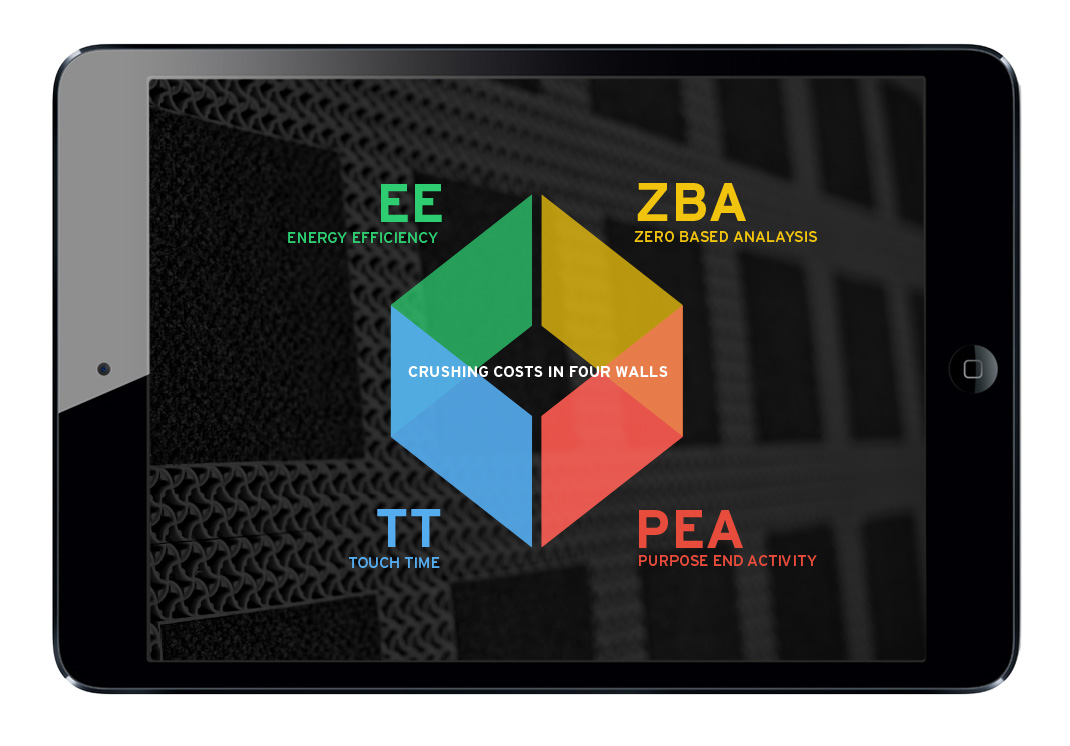 EE
ENERGY EFFICIENCY
ZBA
ZERO BASED ANALAYSIS
CRUSHING COSTS IN FOUR WALLS
TT
TOUCH TIME
PEA
PURPOSE END ACTIVITY